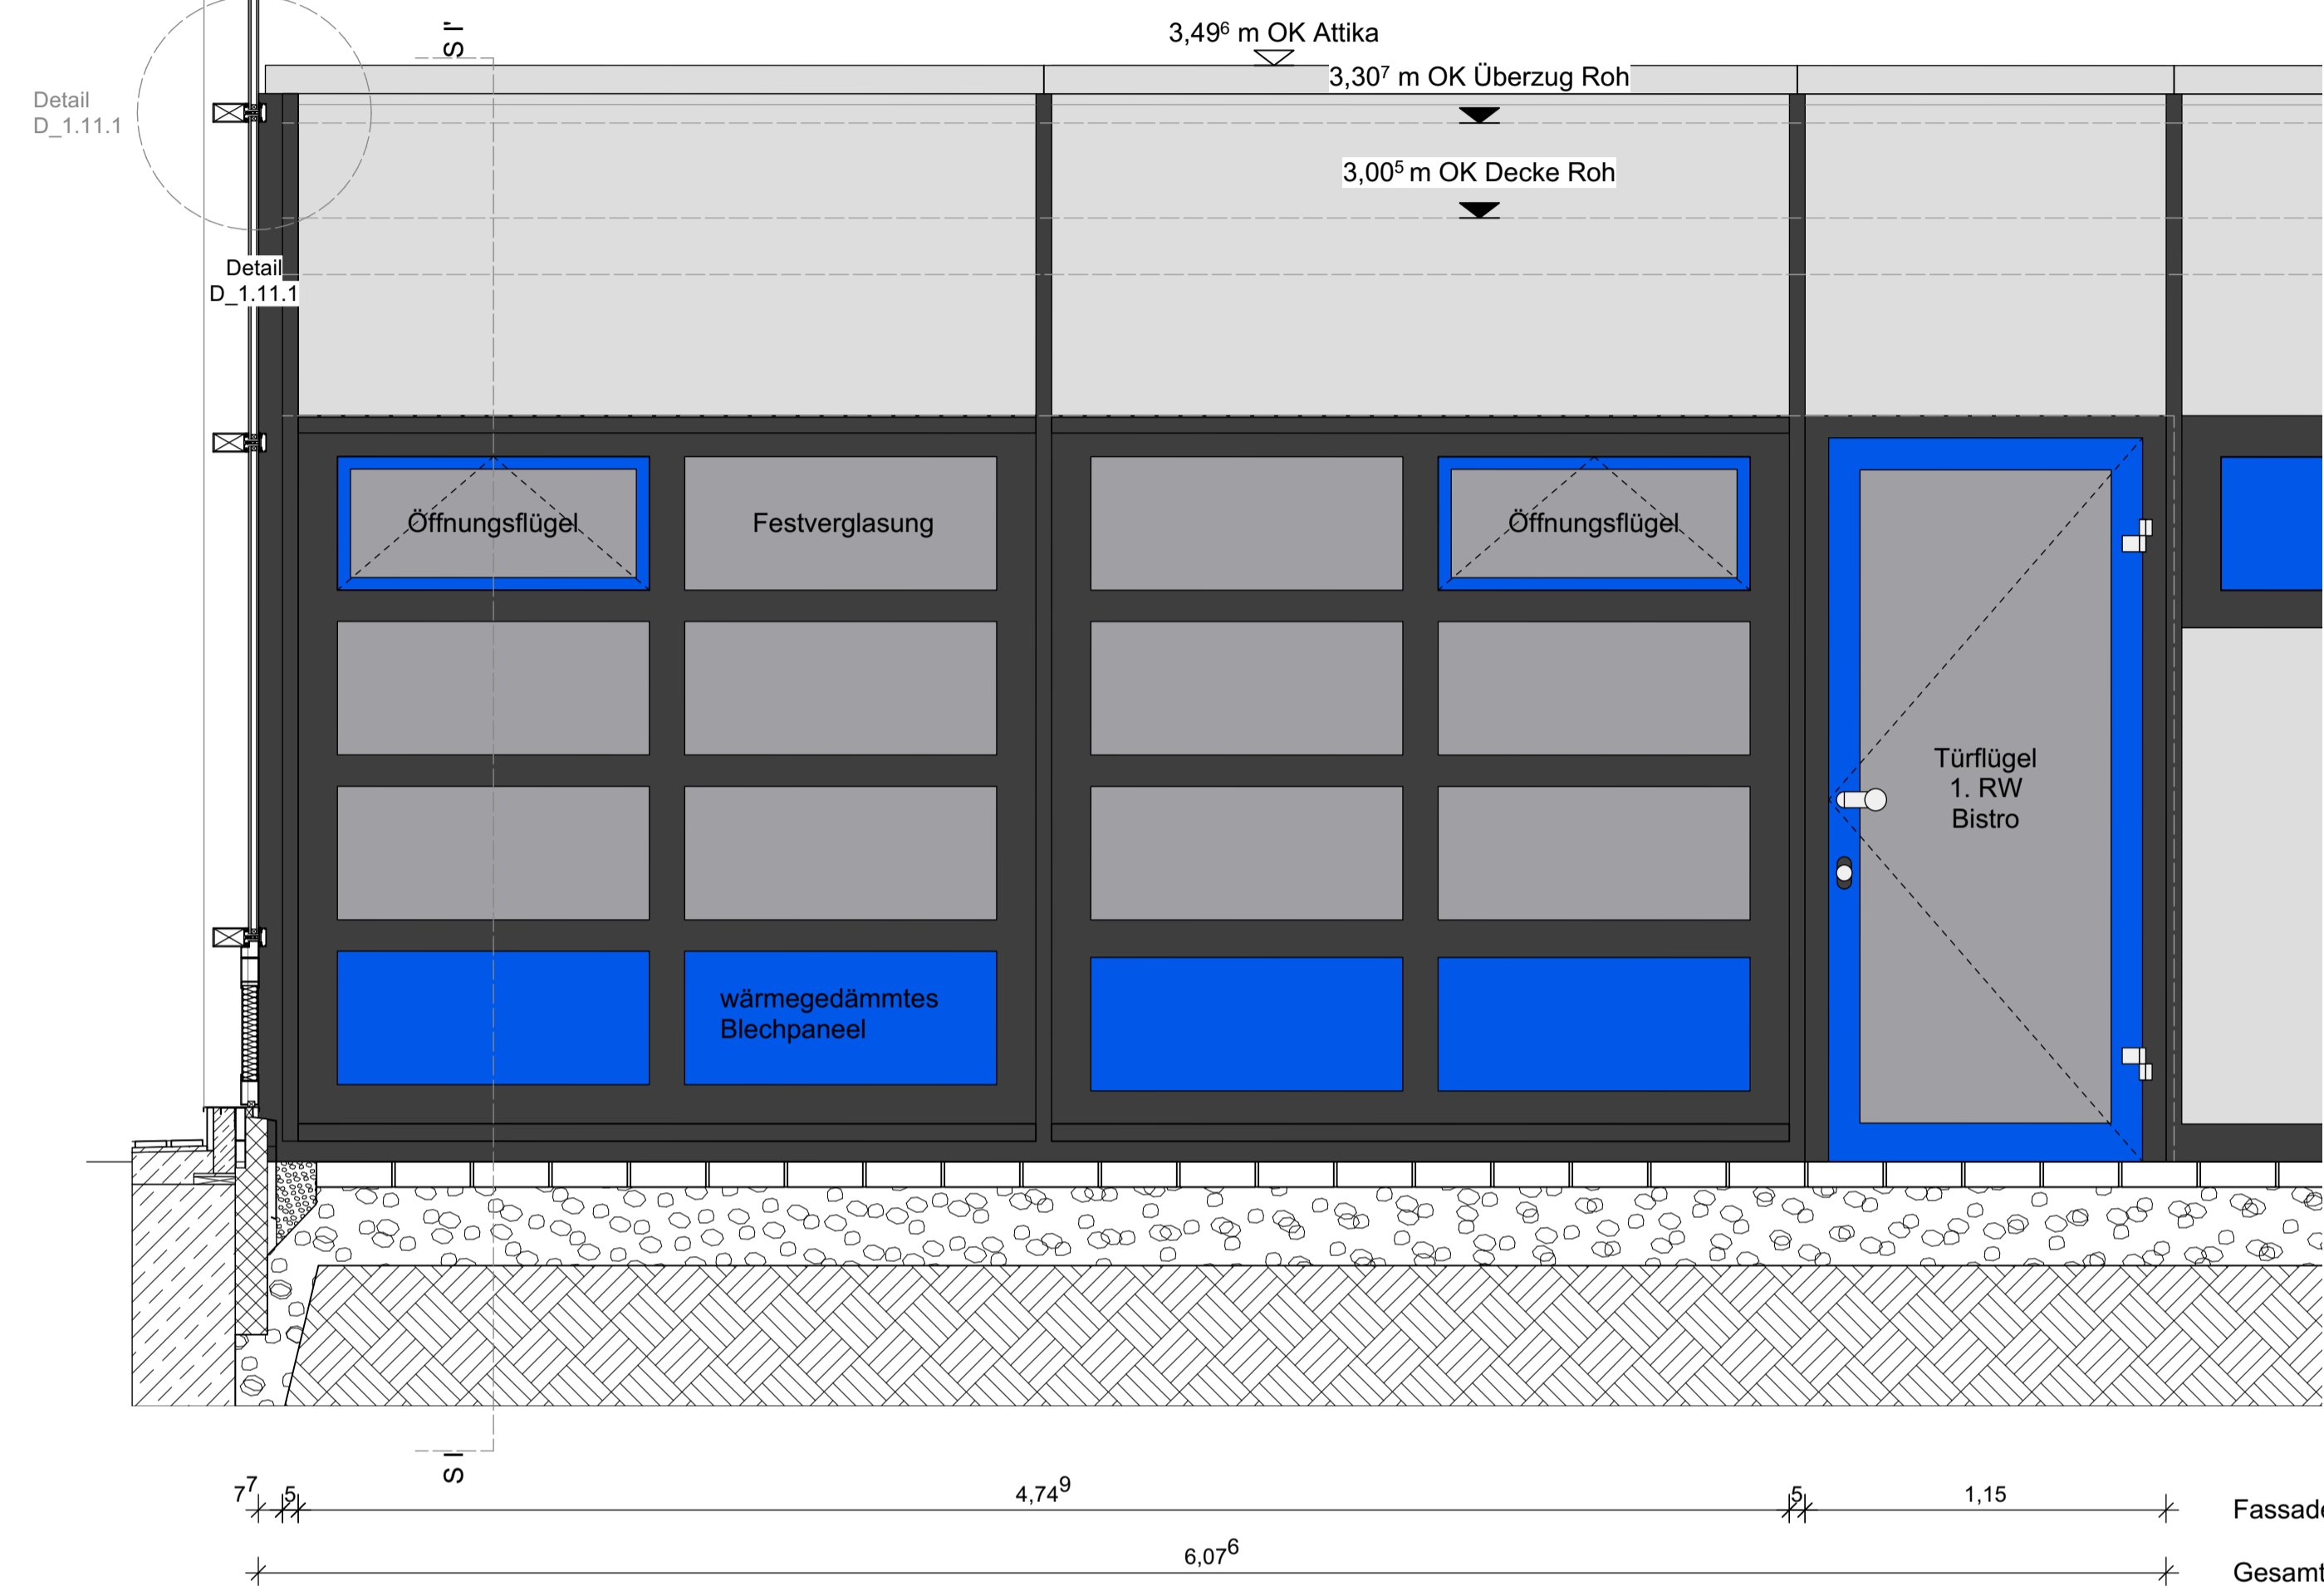 S I'
3,49⁶ m OK Attika
3,30⁷ m OK Überzug Roh
Detail
D_1.11.1
3,00⁵ m OK Decke Roh
Detail
D_1.11.1
Öffnungsflügel
Festverglasung
Öffnungsflügel
Türflügel
1. RW
Bistro
wärmegedämmtes
Blechpaneel
S I
7⁷
5
4,74⁹
5
1,15
6,07⁶